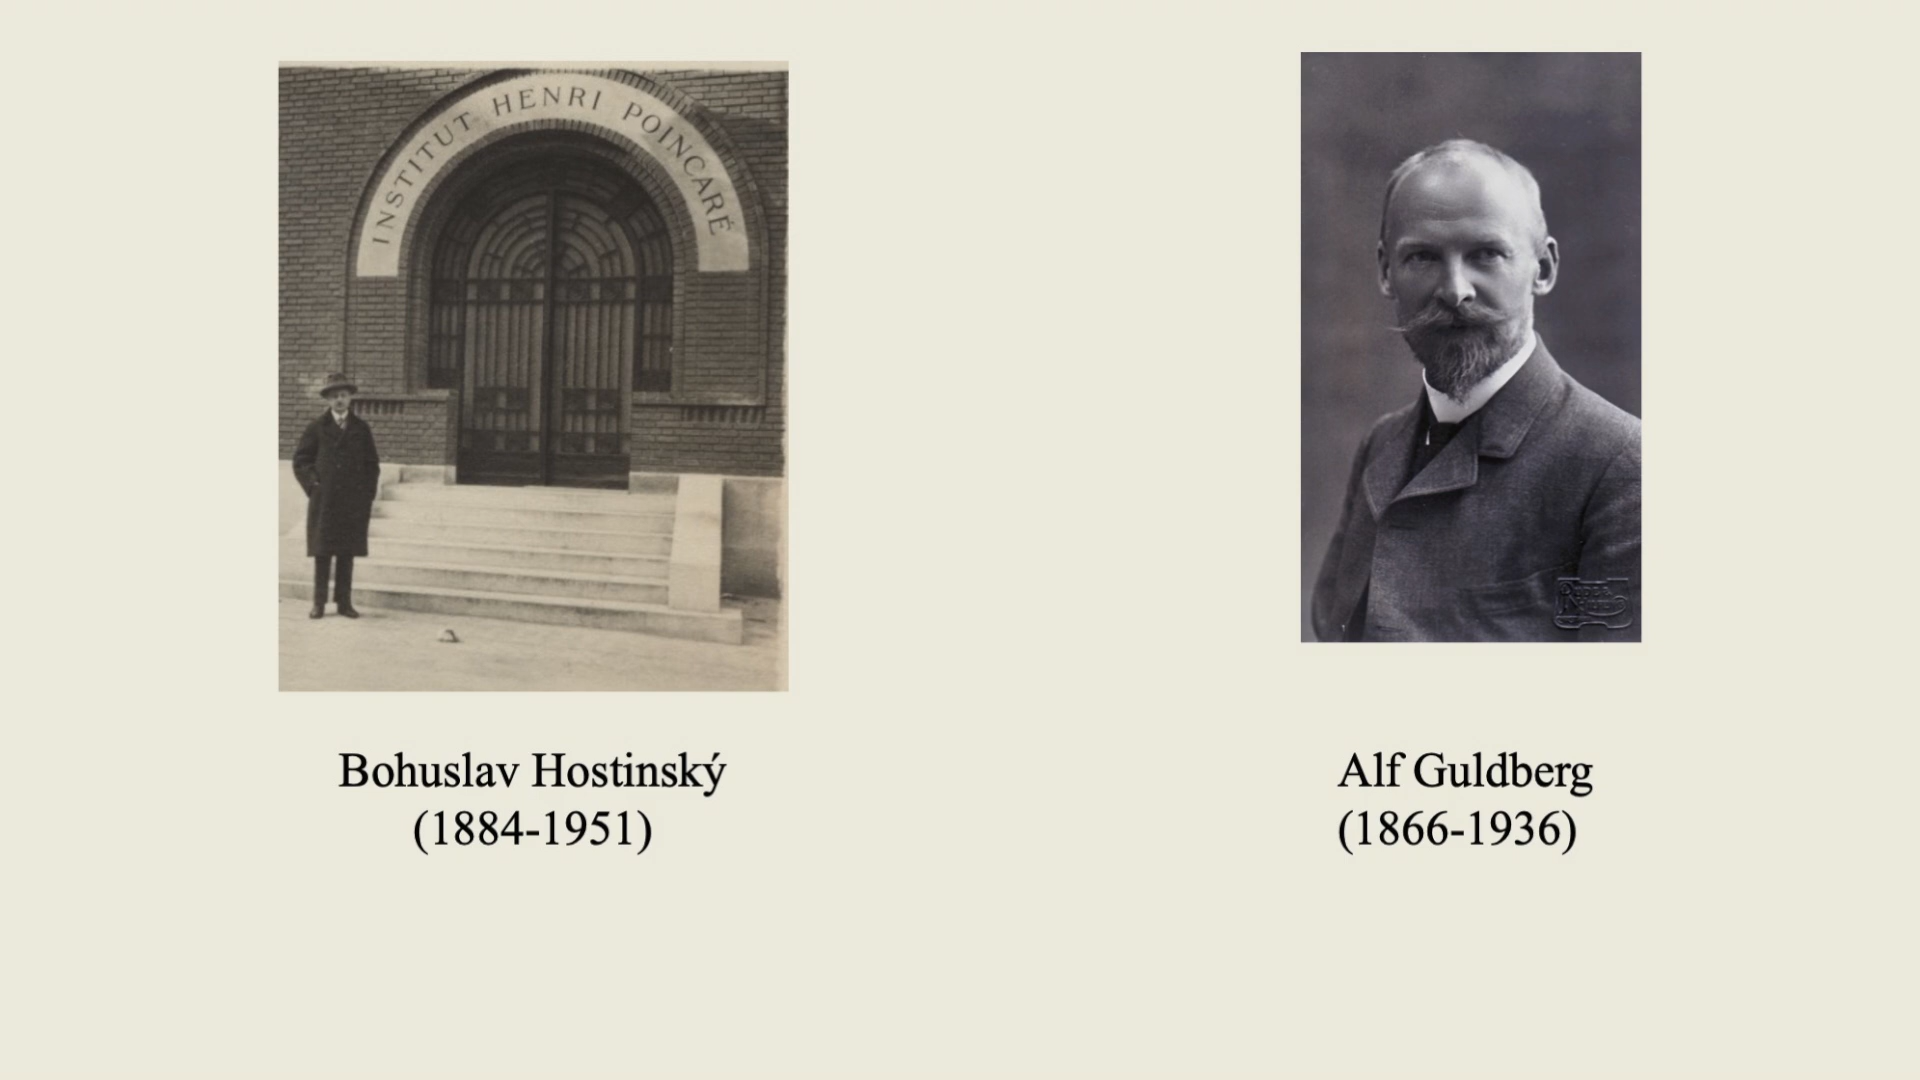 INSTITUT HENRI POINCARÉ
Bohuslav Hostinský
(1884-1951)
Alf Guldberg
(1866-1936)